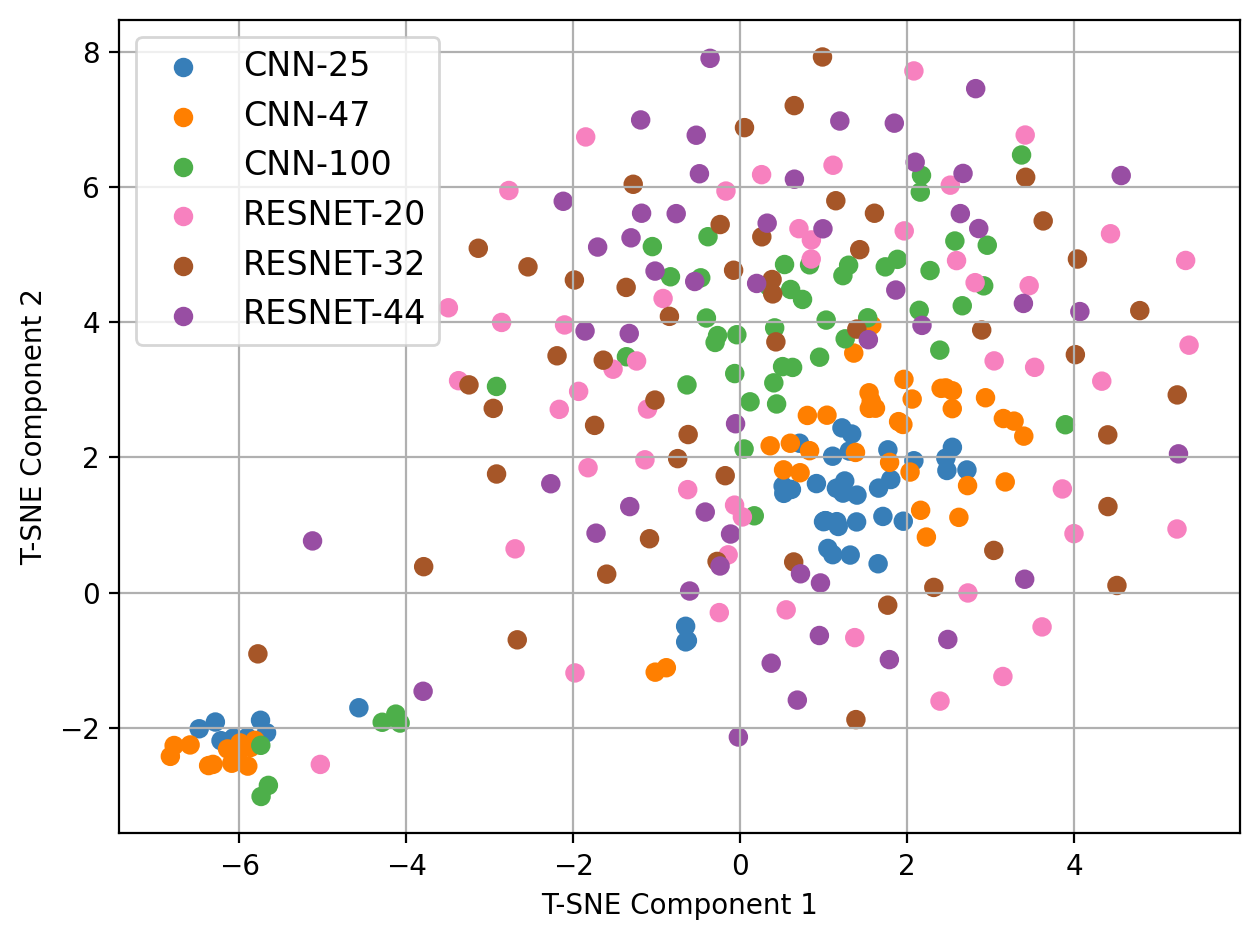 CNN-25
CNN-47
CNN-100
RESNET-20
RESNET-32
RESNET-44
8
6
4
2
0
−2
−6
−4
−2
0
2
4
T-SNE Component 1
T-SNE Component 2